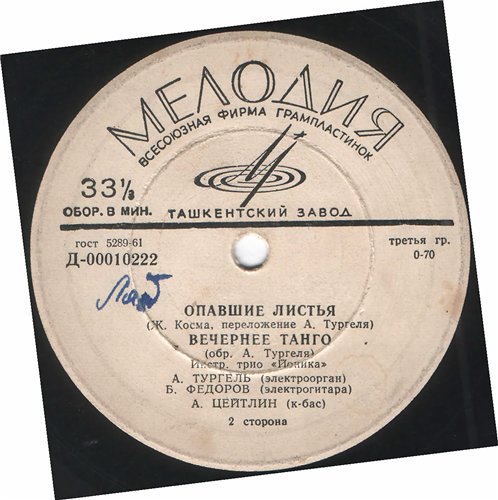 МЕЛОДИЯ
ВСЕСОЮЗНАЯ ФИРМА ГРАМПЛАСТИНОК
33⅓
ОБОР. В МИН.
ТАШКЕНТСКИЙ ЗАВОД
гост 5289-61
третья гр.
Д-00010222
0-70
ОПАВШИЕ ЛИСТЬЯ
(Ж. Косма, переложение А. Тургеля)
ВЕЧЕРНЕЕ ТАНГО
(обр. А. Тургеля)
Инстр. трио «Йоника»
А. ТУРГЕЛЬ (электроорган)
Б. ФЕДОРОВ (электрогитара)
А. ЦЕЙТЛИН (к-бас)
2 сторона